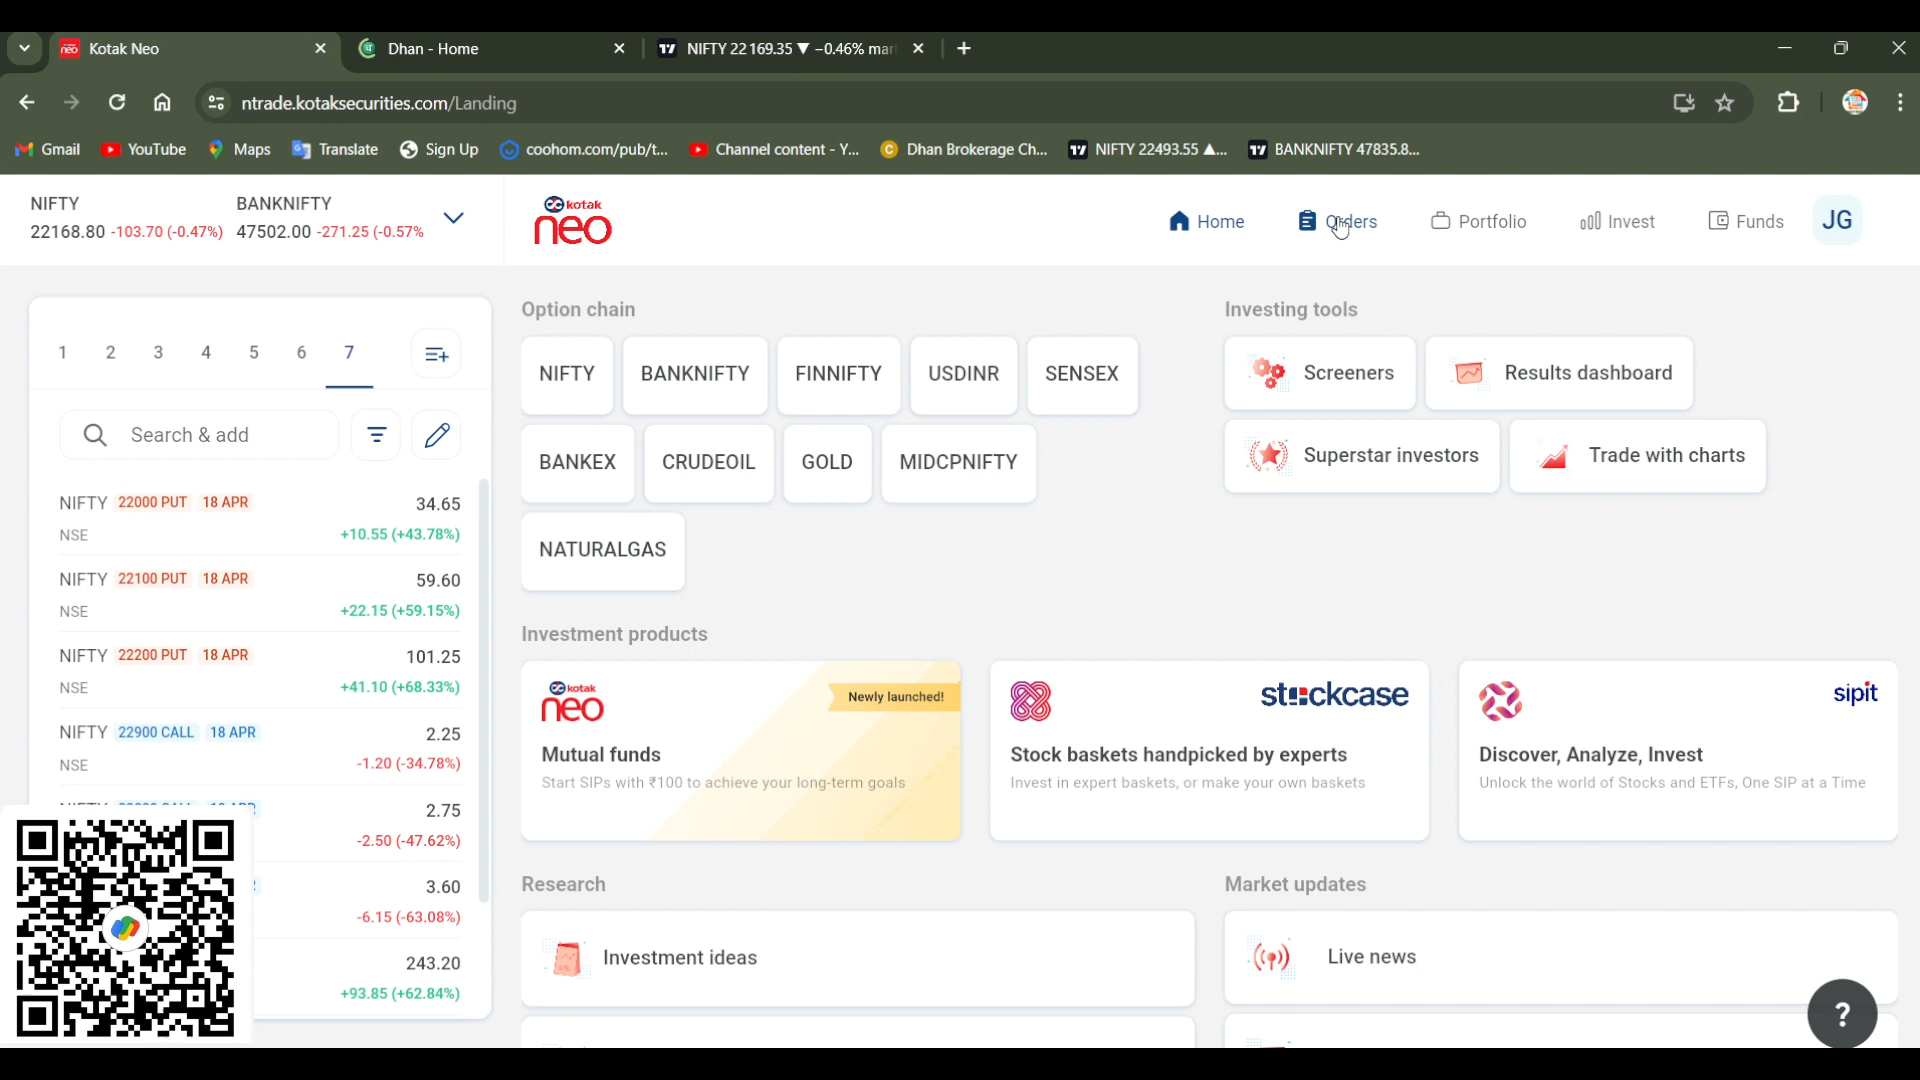 neo Kotak Neo
Dhan - Home
NIFTY 22169.35 ▼ −0.46% mar
ntrade.kotaksecurities.com/Landing
Gmail
YouTube
Maps
Translate
Sign Up
coohom.com/pub/t...
Channel content - Y...
Dhan Brokerage Ch...
NIFTY 22493.55 ▲...
BANKNIFTY 47835.8...
NIFTY
22168.80 -103.70 (-0.47%)
BANKNIFTY
47502.00 -271.25 (-0.57%
kotak
neo
Home
Orders
Portfolio
Invest
Funds
JG
1 2 3 4 5 6 7
Search & add
NIFTY 22000 PUT 18 APR 34.65
NSE +10.55 (+43.78%)
NIFTY 22100 PUT 18 APR 59.60
NSE +22.15 (+59.15%)
NIFTY 22200 PUT 18 APR 101.25
NSE +41.10 (+68.33%)
NIFTY 22900 CALL 18 APR 2.25
NSE -1.20 (-34.78%)
2.75
-2.50 (-47.62%)
3.60
-6.15 (-63.08%)
243.20
+93.85 (+62.84%)
Option chain
NIFTY BANKNIFTY FINNIFTY USDINR SENSEX
BANKEX CRUDEOIL GOLD MIDCPNIFTY
NATURALGAS
Investing tools
Screeners Results dashboard
Superstar investors Trade with charts
Investment products
kotak
neo
Newly launched!
Mutual funds
Start SIPs with ₹100 to achieve your long-term goals
stockcase
Stock baskets handpicked by experts
Invest in expert baskets, or make your own baskets
sipit
Discover, Analyze, Invest
Unlock the world of Stocks and ETFs, One SIP at a Time
Research
Investment ideas
Market updates
Live news
?